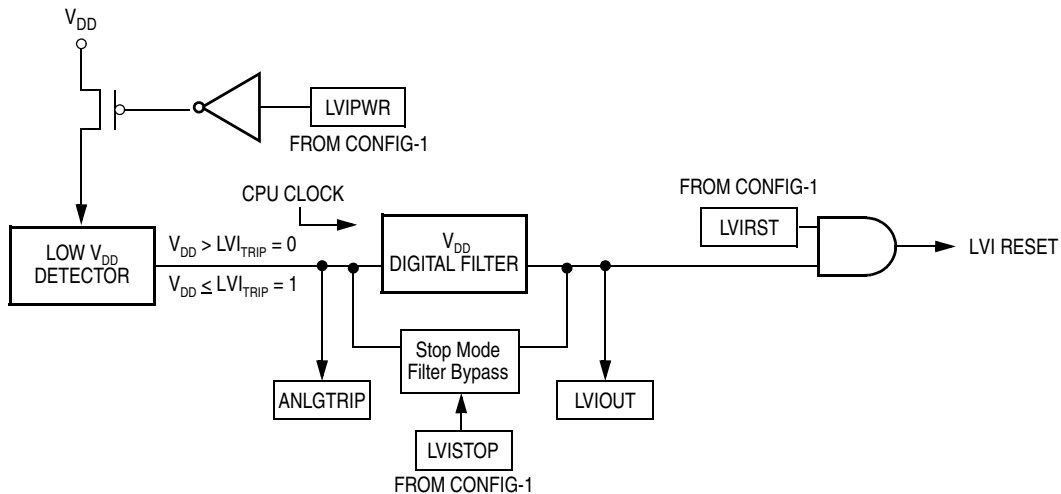 VDD
LVIPWR
FROM CONFIG-1
CPU CLOCK
FROM CONFIG-1
LVIRST
LOW VDD
DETECTOR
VDD > LVITRIP = 0
VDD ≤ LVITRIP = 1
VDD
DIGITAL FILTER
LVI RESET
Stop Mode
Filter Bypass
ANLGTRIP
LVIOUT
LVISTOP
FROM CONFIG-1